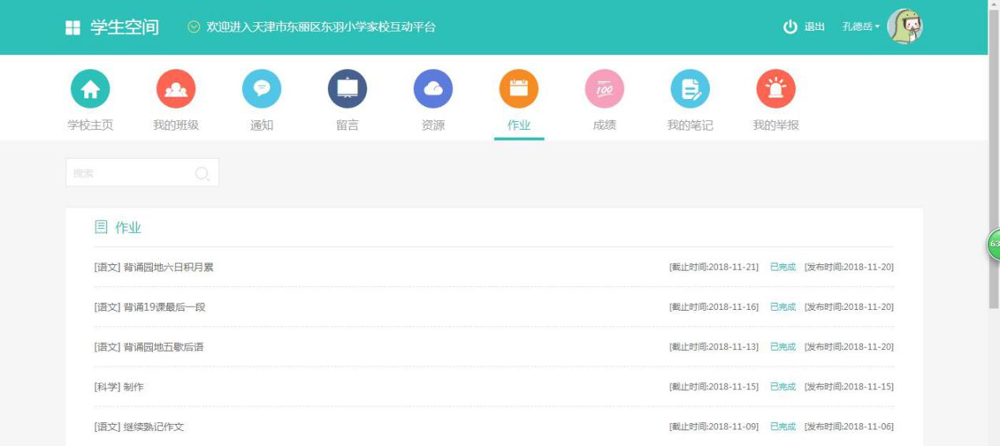 学生空间 欢迎进入天津市东丽区东羽小学家校互动平台 退出 孔德岳
100
学校主页 我的班级 通知 留言 资源 作业 成绩 我的笔记 我的举报
搜索
作业
[语文] 背诵园地六日积月累 [截止时间:2018-11-21] 已完成 [发布时间:2018-11-20]
63
[语文] 背诵19课最后一段 [截止时间:2018-11-16] 已完成 [发布时间:2018-11-20]
[语文] 背诵园地五歇后语 [截止时间:2018-11-13] 已完成 [发布时间:2018-11-20]
[科学] 制作 [截止时间:2018-11-15] 已完成 [发布时间:2018-11-15]
[语文] 继续熟记作文 [截止时间:2018-11-09] 已完成 [发布时间:2018-11-06]